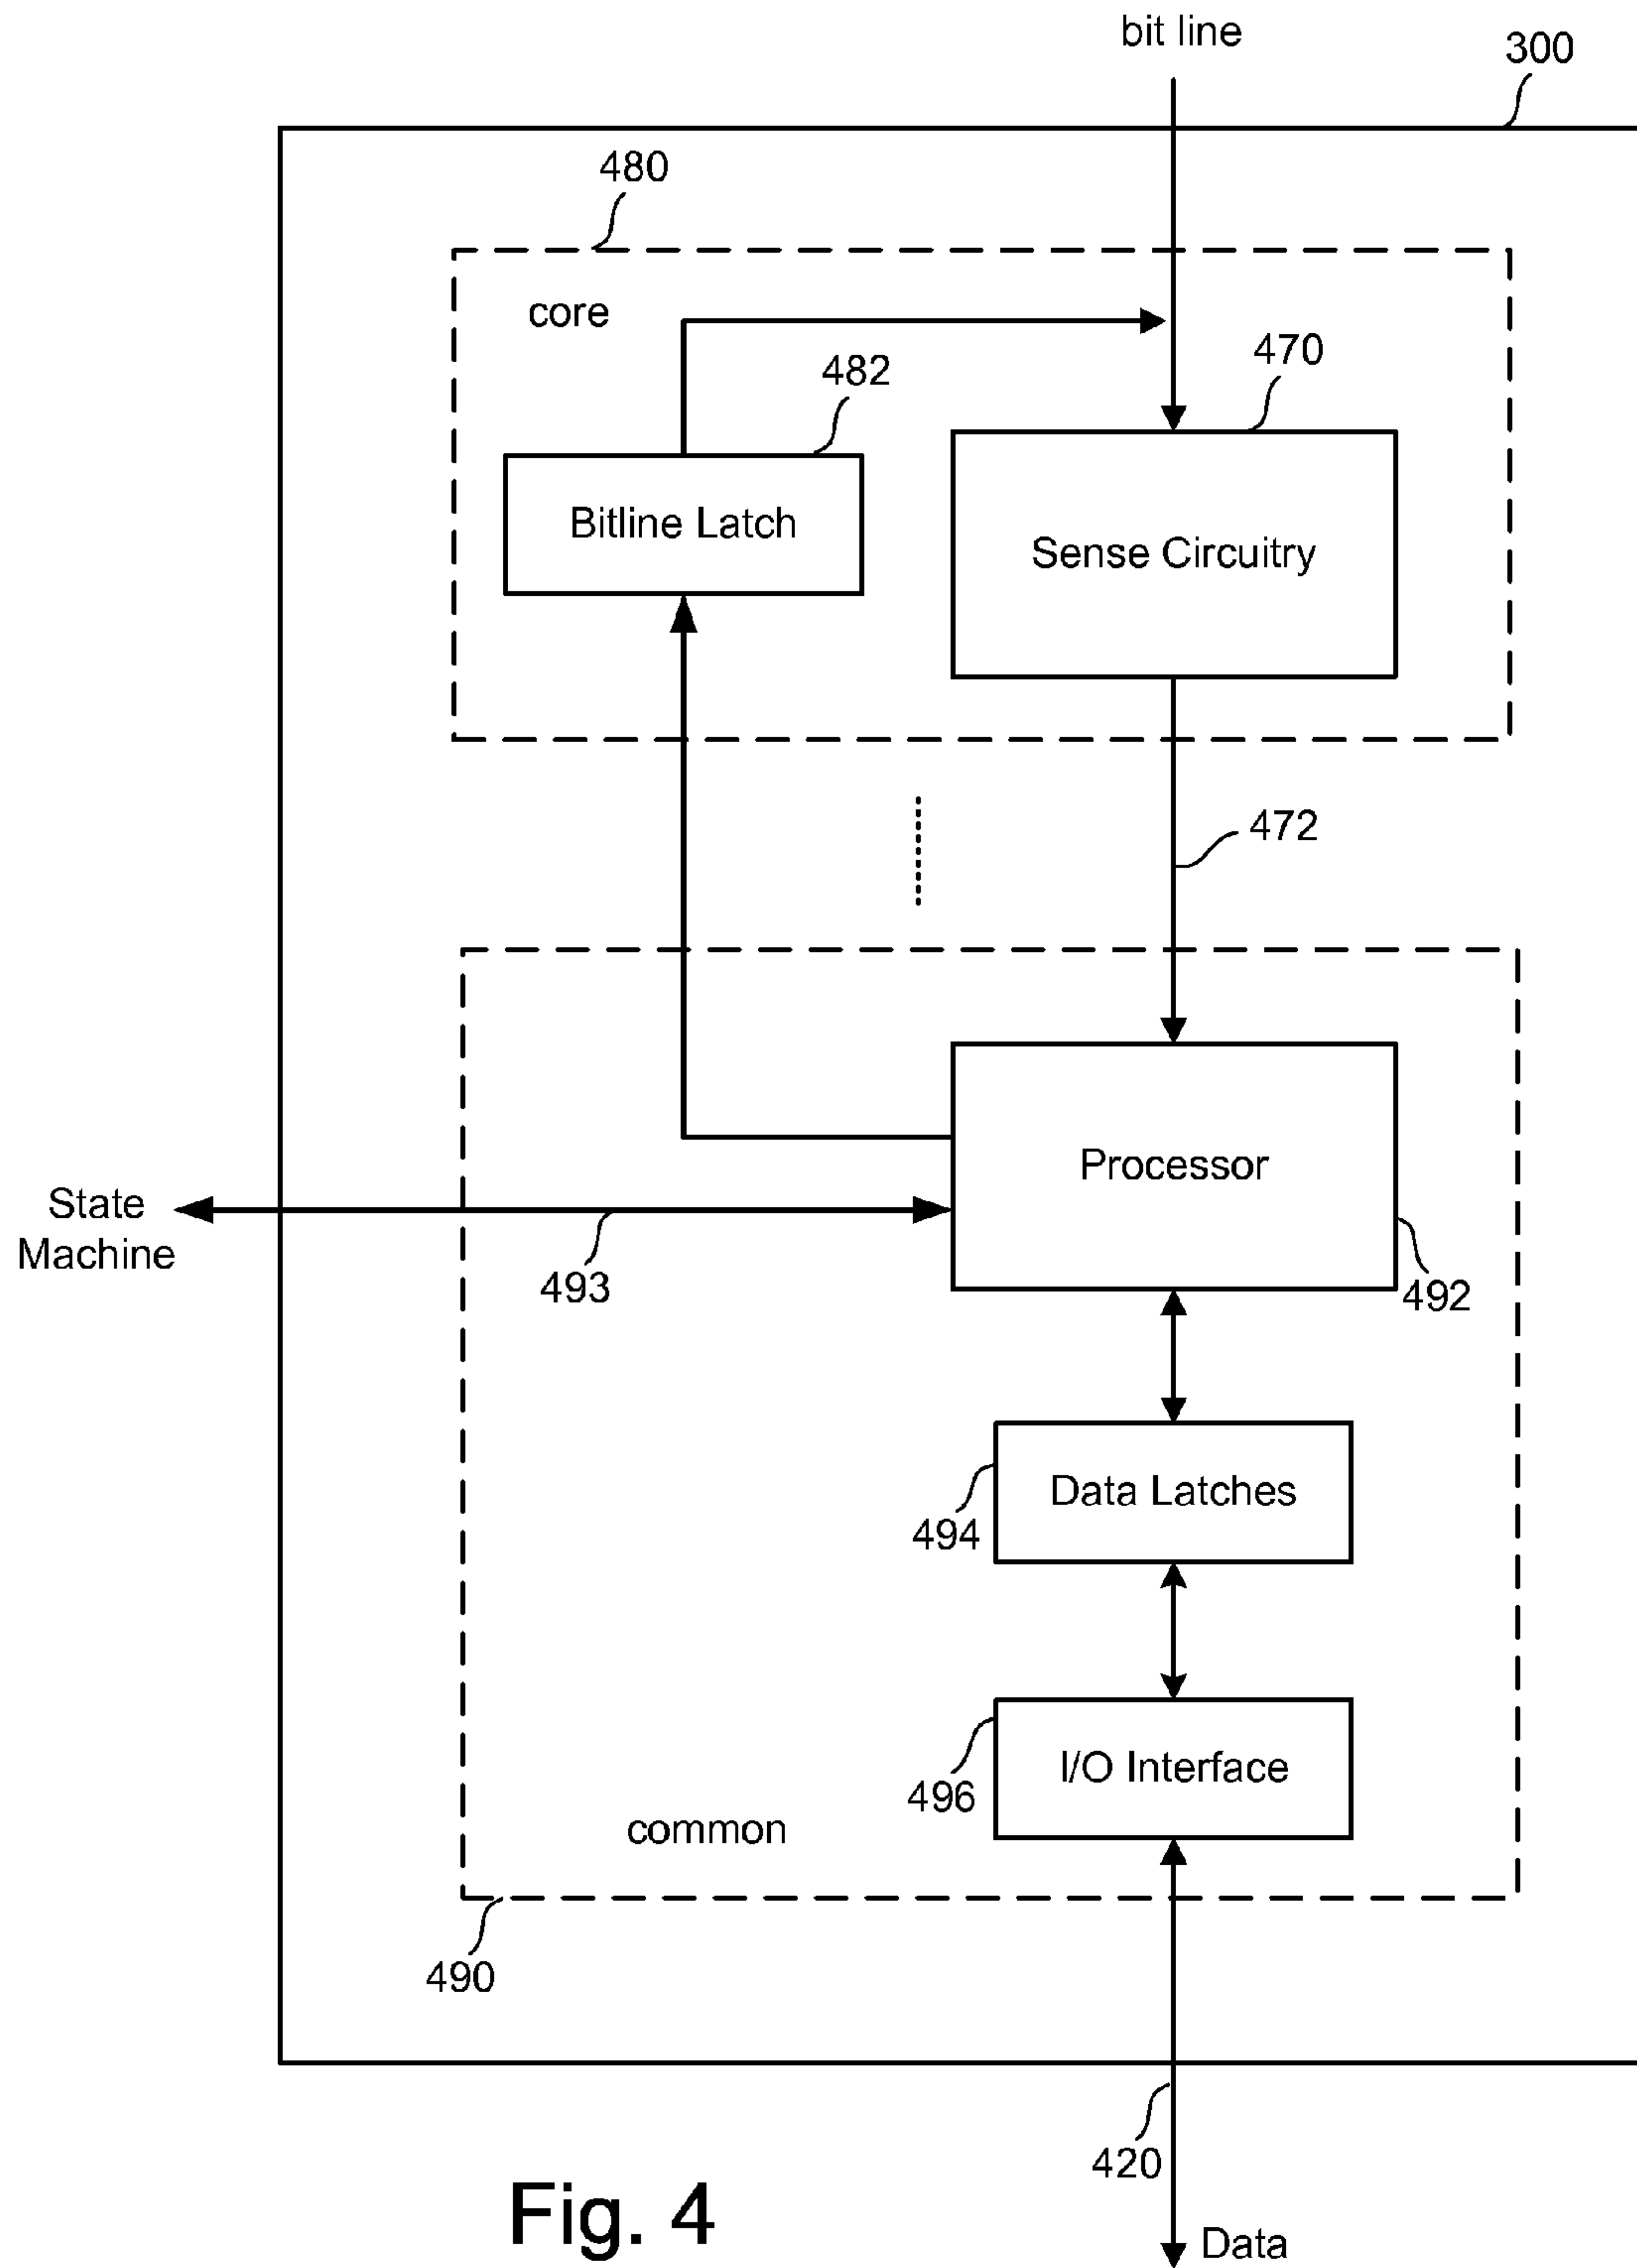 bit line
300
480
core
470
482
Bitline Latch
Sense Circuitry
472
Processor
State
Machine
493
492
Data Latches
494
I/O Interface
496
common
490
420
Fig. 4
Data